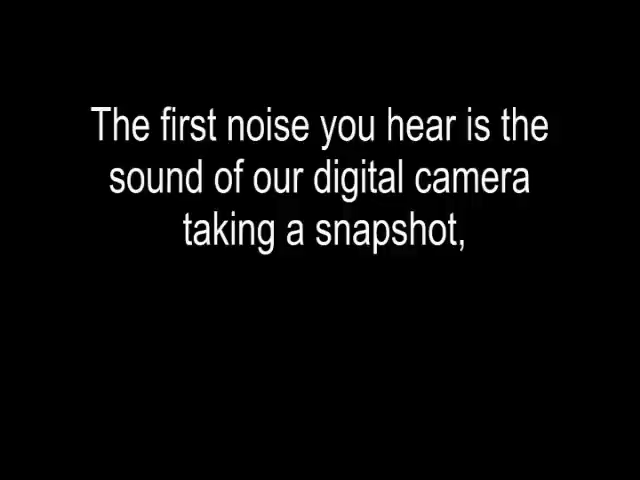 The first noise you hear is the
sound of our digital camera
taking a snapshot,